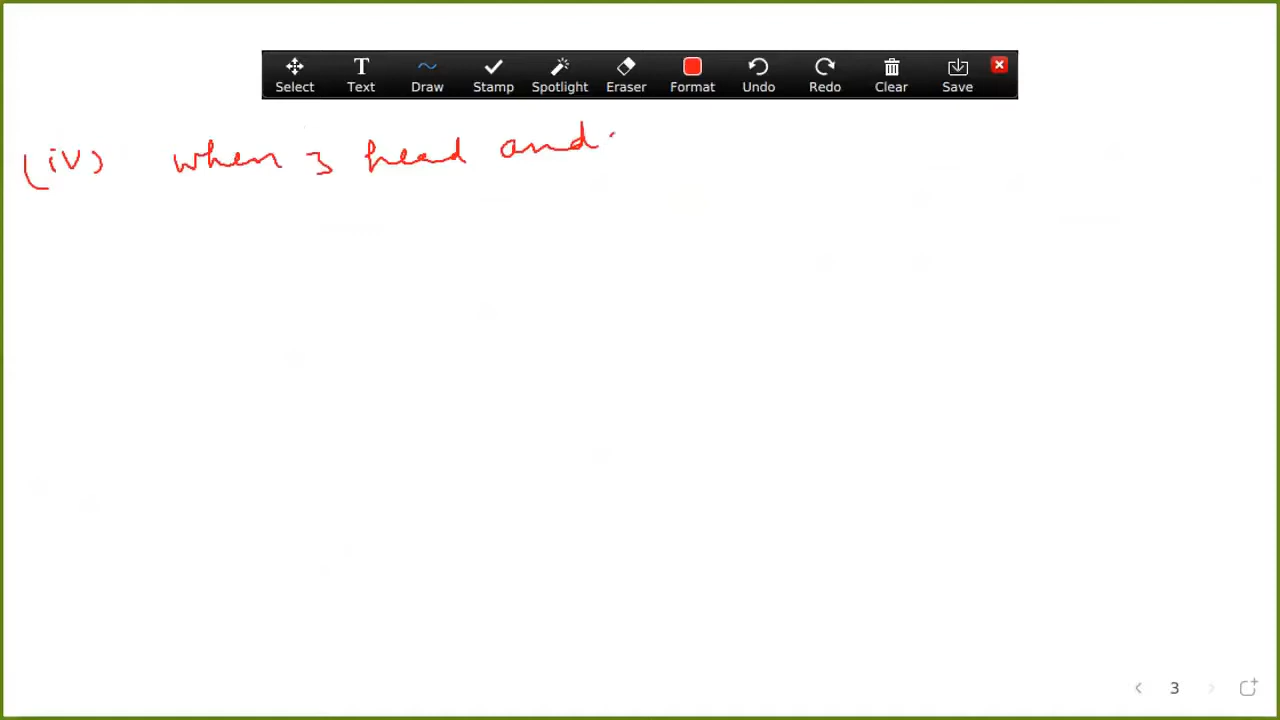 Select Text Draw Stamp Spotlight Eraser Format Undo Redo Clear Save
(iv) when 3 head and
3